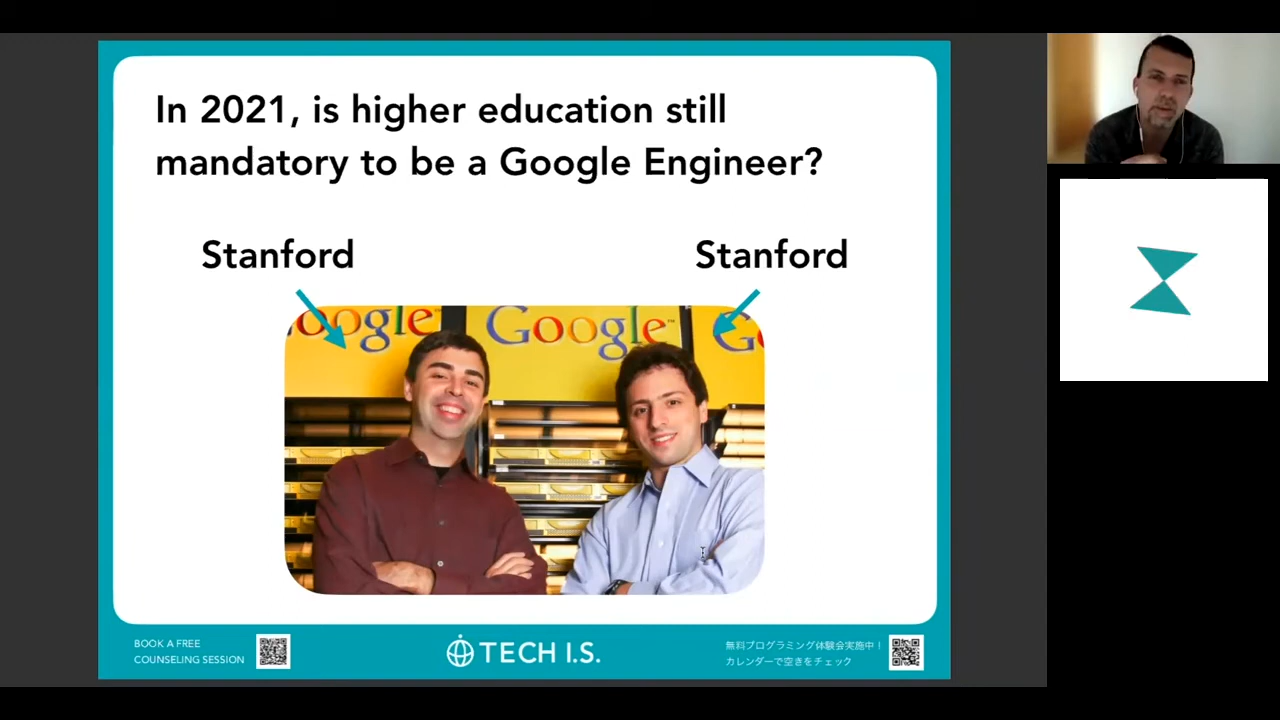 In 2021, is higher education still
mandatory to be a Google Engineer?
Stanford
Stanford
Google
Google
BOOK A FREE
COUNSELING SESSION
TECH I.S.
無料プログラミング体験会実施中！
カレンダーで空きをチェック